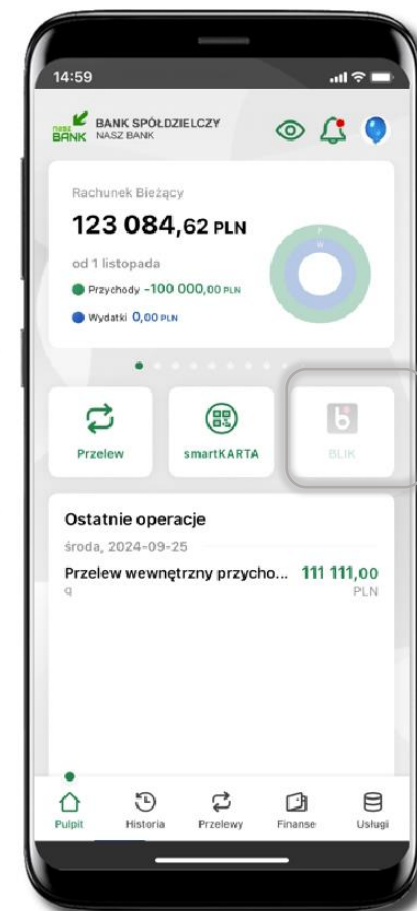 14:59
nasz
BANK
BANK SPÓŁDZIELCZY
NASZ BANK
Rachunek Bieżący
123 084,62 PLN
od 1 listopada
Przychody -100 000,00 PLN
Wydatki 0,00 PLN
P
W
Przelew
smartKARTA
BLIK
Ostatnie operacje
środa, 2024-09-25
Przelew wewnętrzny przycho... 111 111,00
q PLN
Pulpit Historia Przelewy Finanse Usługi